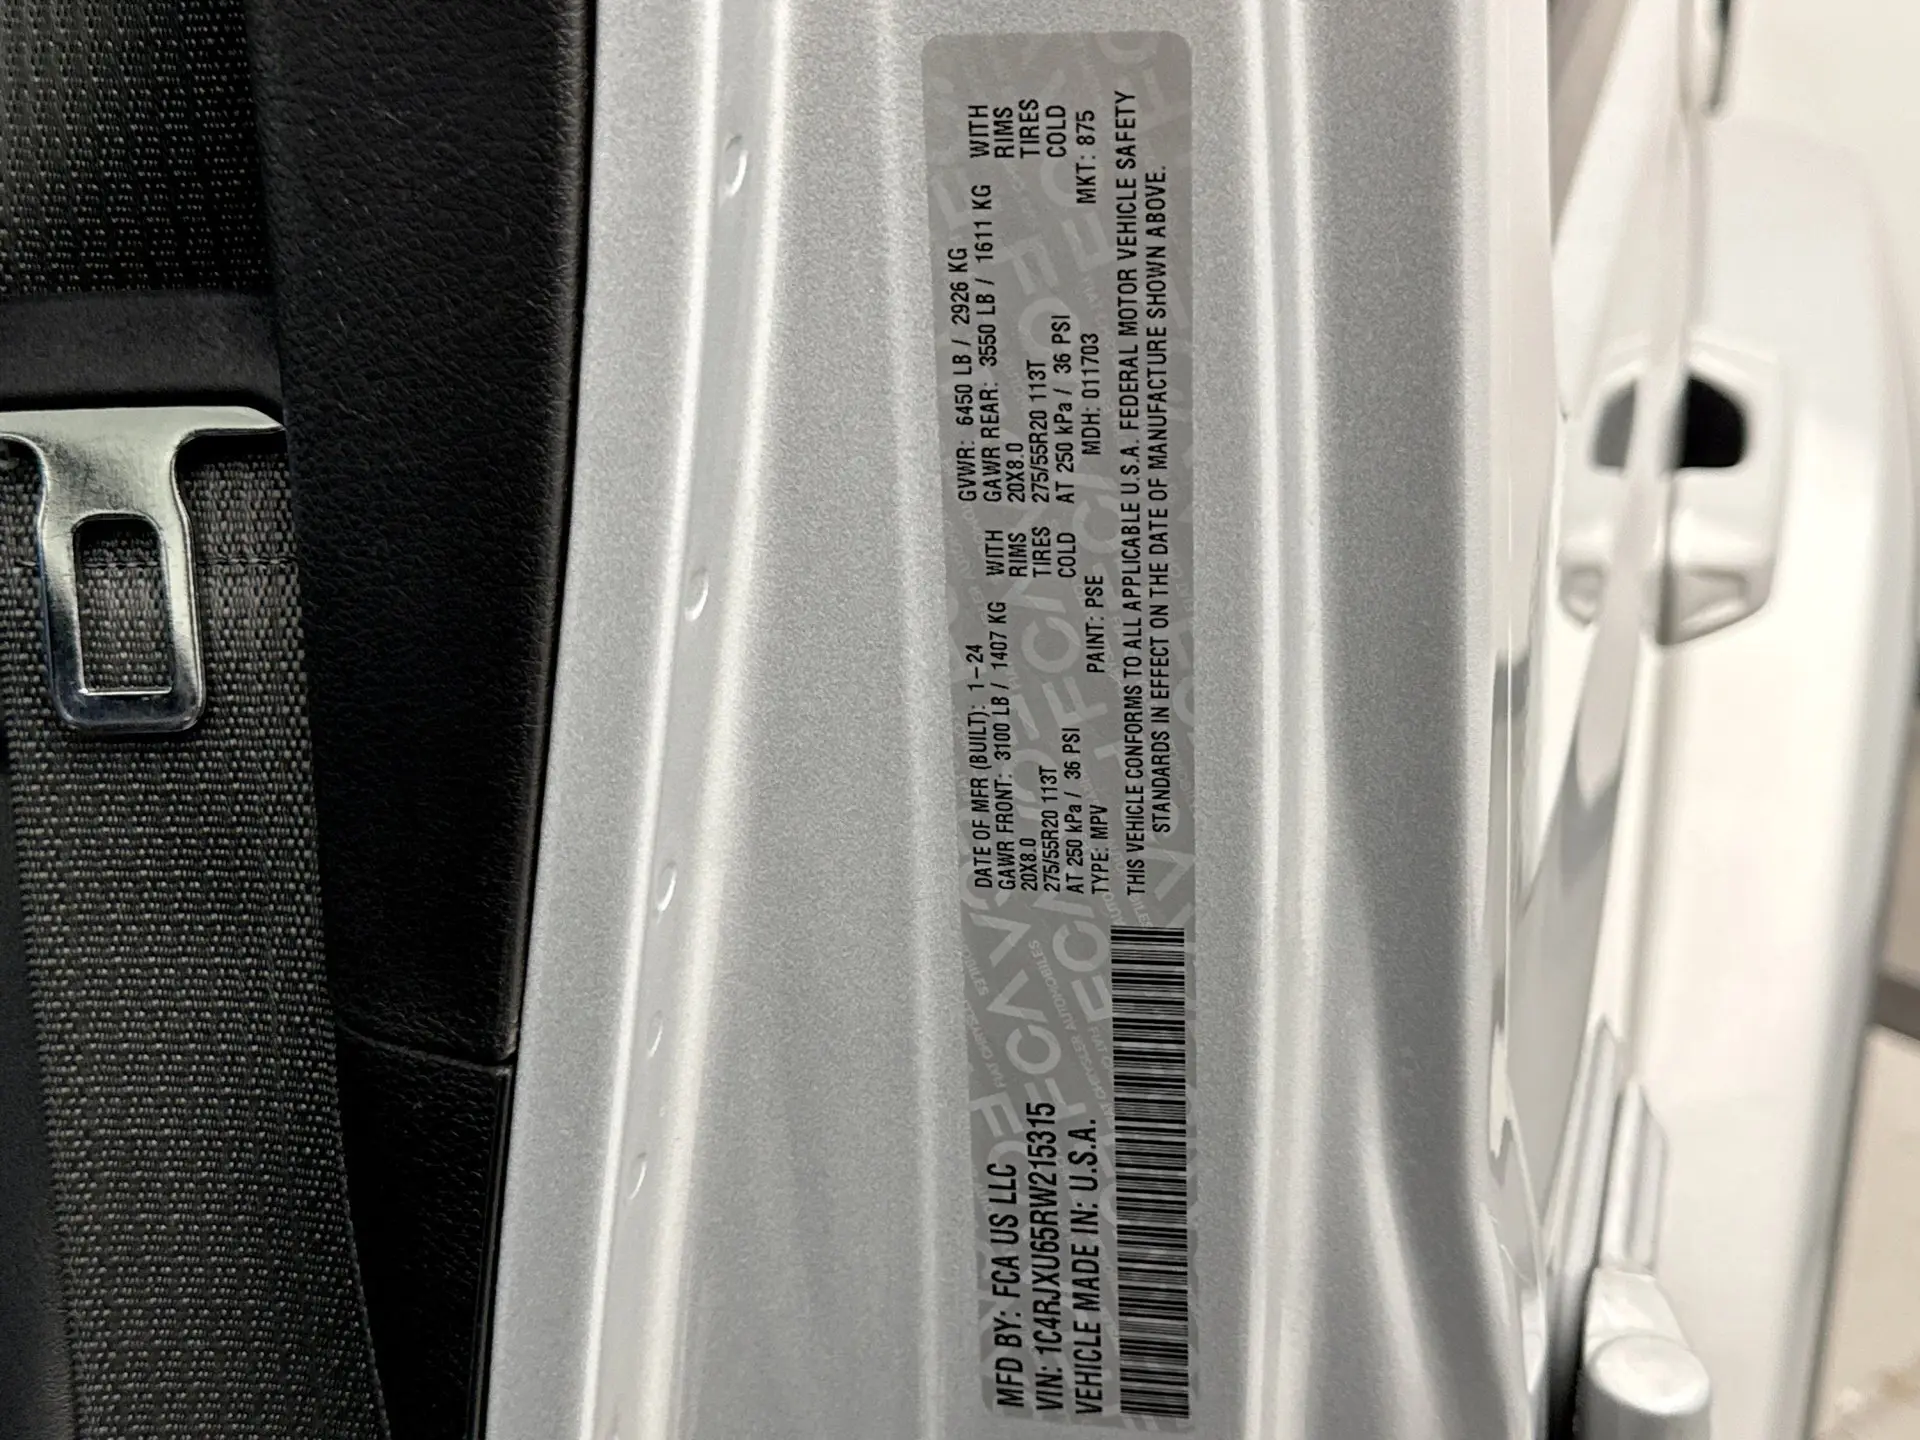 MFD BY: FCA US LLC
VIN: 1C4RJXU65RW215315
VEHICLE MADE IN: U.S.A.
DATE OF MFR (BUILT): 1-24 GVWR: 6450 LB / 2926 KG
GAWR FRONT: 3100 LB / 1407 KG WITH GAWR REAR: 3550 LB / 1611 KG WITH
20X8.0 RIMS 20X8.0 RIMS
275/55R20 113T TIRES 275/55R20 113T TIRES
AT 250 kPa / 36 PSI COLD AT 250 kPa / 36 PSI COLD
TYPE: MPV PAINT: PSE MDH: 011703 MKT: 875
THIS VEHICLE CONFORMS TO ALL APPLICABLE U.S.A. FEDERAL MOTOR VEHICLE SAFETY
STANDARDS IN EFFECT ON THE DATE OF MANUFACTURE SHOWN ABOVE.